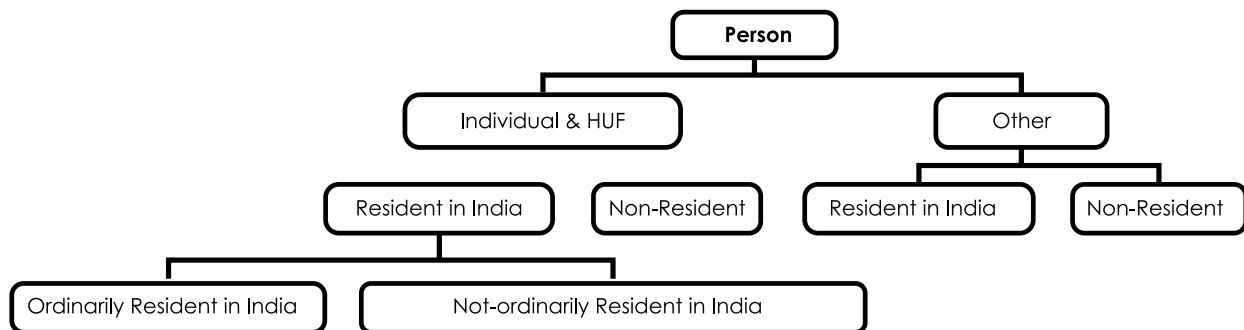 Person
Individual & HUF
Other
Resident in India
Non-Resident
Resident in India
Non-Resident
Ordinarily Resident in India
Not-ordinarily Resident in India